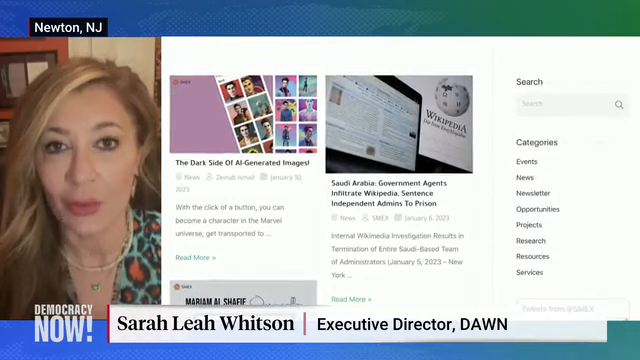 Newton, NJ
SMEX
The Dark Side Of AI-Generated Images!
News Zeinab Ismail January 10,
2023
With the click of a button, you can
become a character in the Marvel
universe, get transported to ...
Read More »
SMEX
MARIAM AL SHAFIE
WIKIPEDIA
Saudi Arabia: Government Agents
Infiltrate Wikipedia, Sentence
Independent Admins To Prison
News SMEX January 6, 2023
Internal Wikimedia Investigation Results in
Termination of Entire Saudi-Based Team
of Administrators (January 5, 2023 – New
York ...
Read More »
Search
Search
Categories
Events
News
Newsletter
Opportunities
Projects
Research
Resources
Services
Tweets from @SMEX
DEMOCRACY
NOW!
Sarah Leah Whitson Executive Director, DAWN